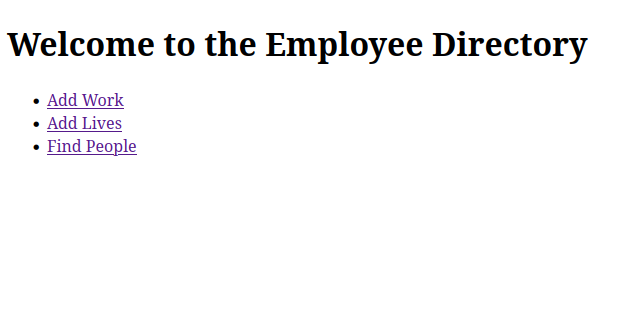 Welcome to the Employee Directory
Add Work
Add Lives
Find People